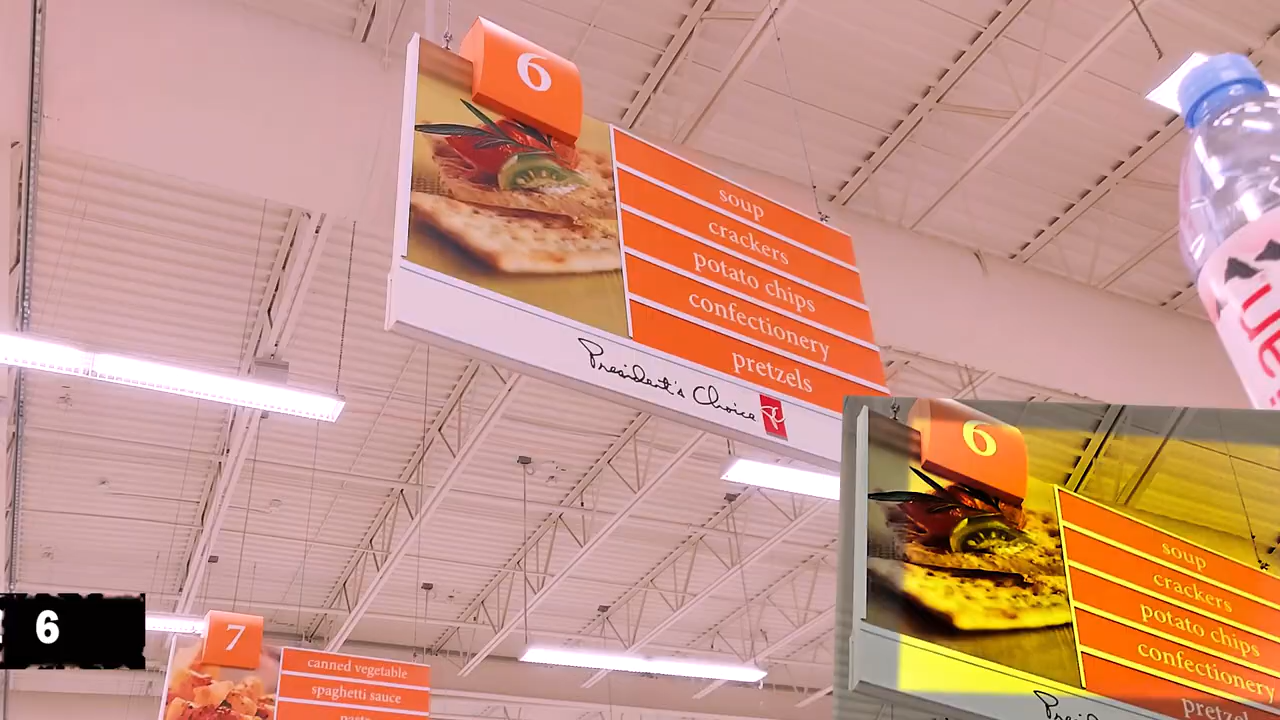 6
soup
crackers
potato chips
confectionery
pretzels
President's Choice
6
soup
crackers
potato chips
confectionery
6
7
canned vegetable
spaghetti sauce